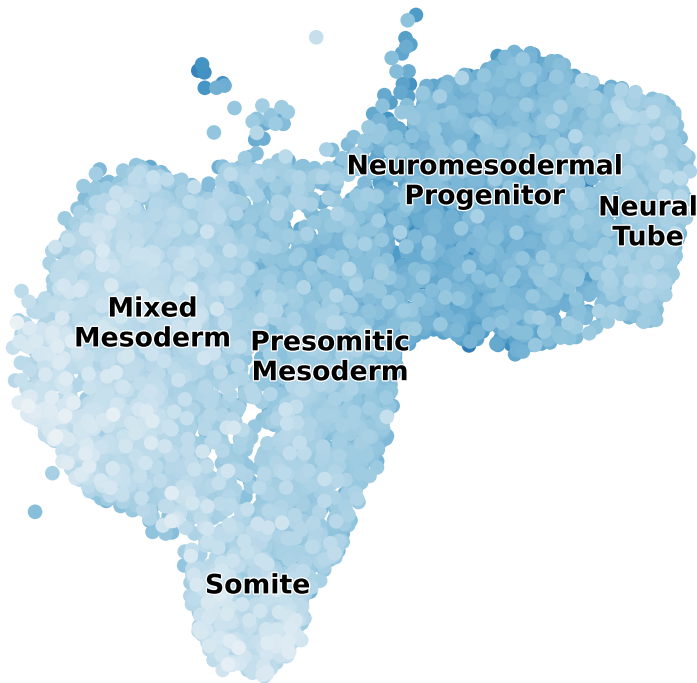 Neuromesodermal
Progenitor
Neural
Tube
Mixed
Mesoderm
Presomitic
Mesoderm
Somite